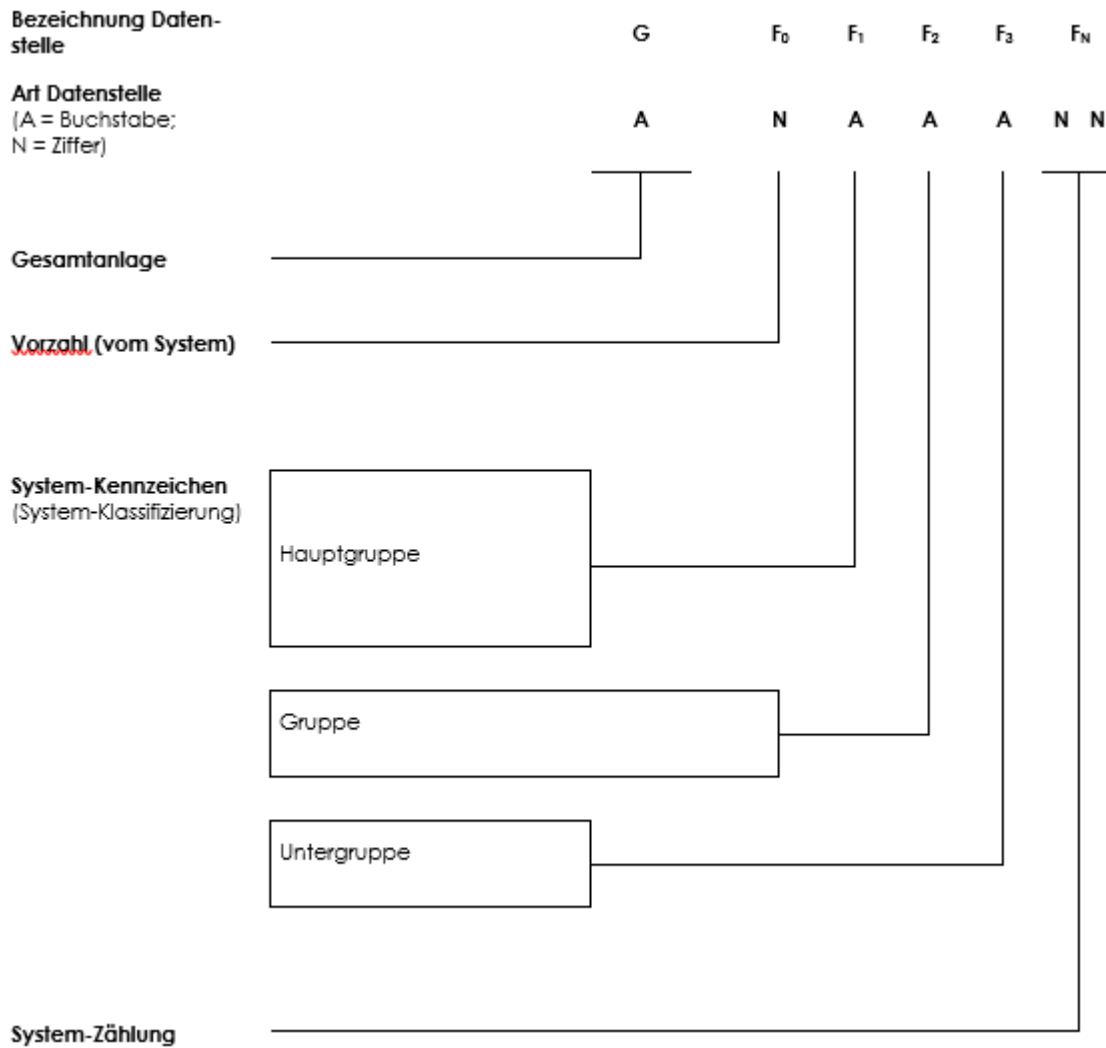 Bezeichnung Daten-
stelle
G F₀ F₁ F₂ F₃ Fɴ
Art Datenstelle
(A = Buchstabe;
N = Ziffer)
A N A A A N N
Gesamtanlage
Vorzahl (vom System)
System-Kennzeichen
(System-Klassifizierung)
Hauptgruppe
Gruppe
Untergruppe
System-Zählung